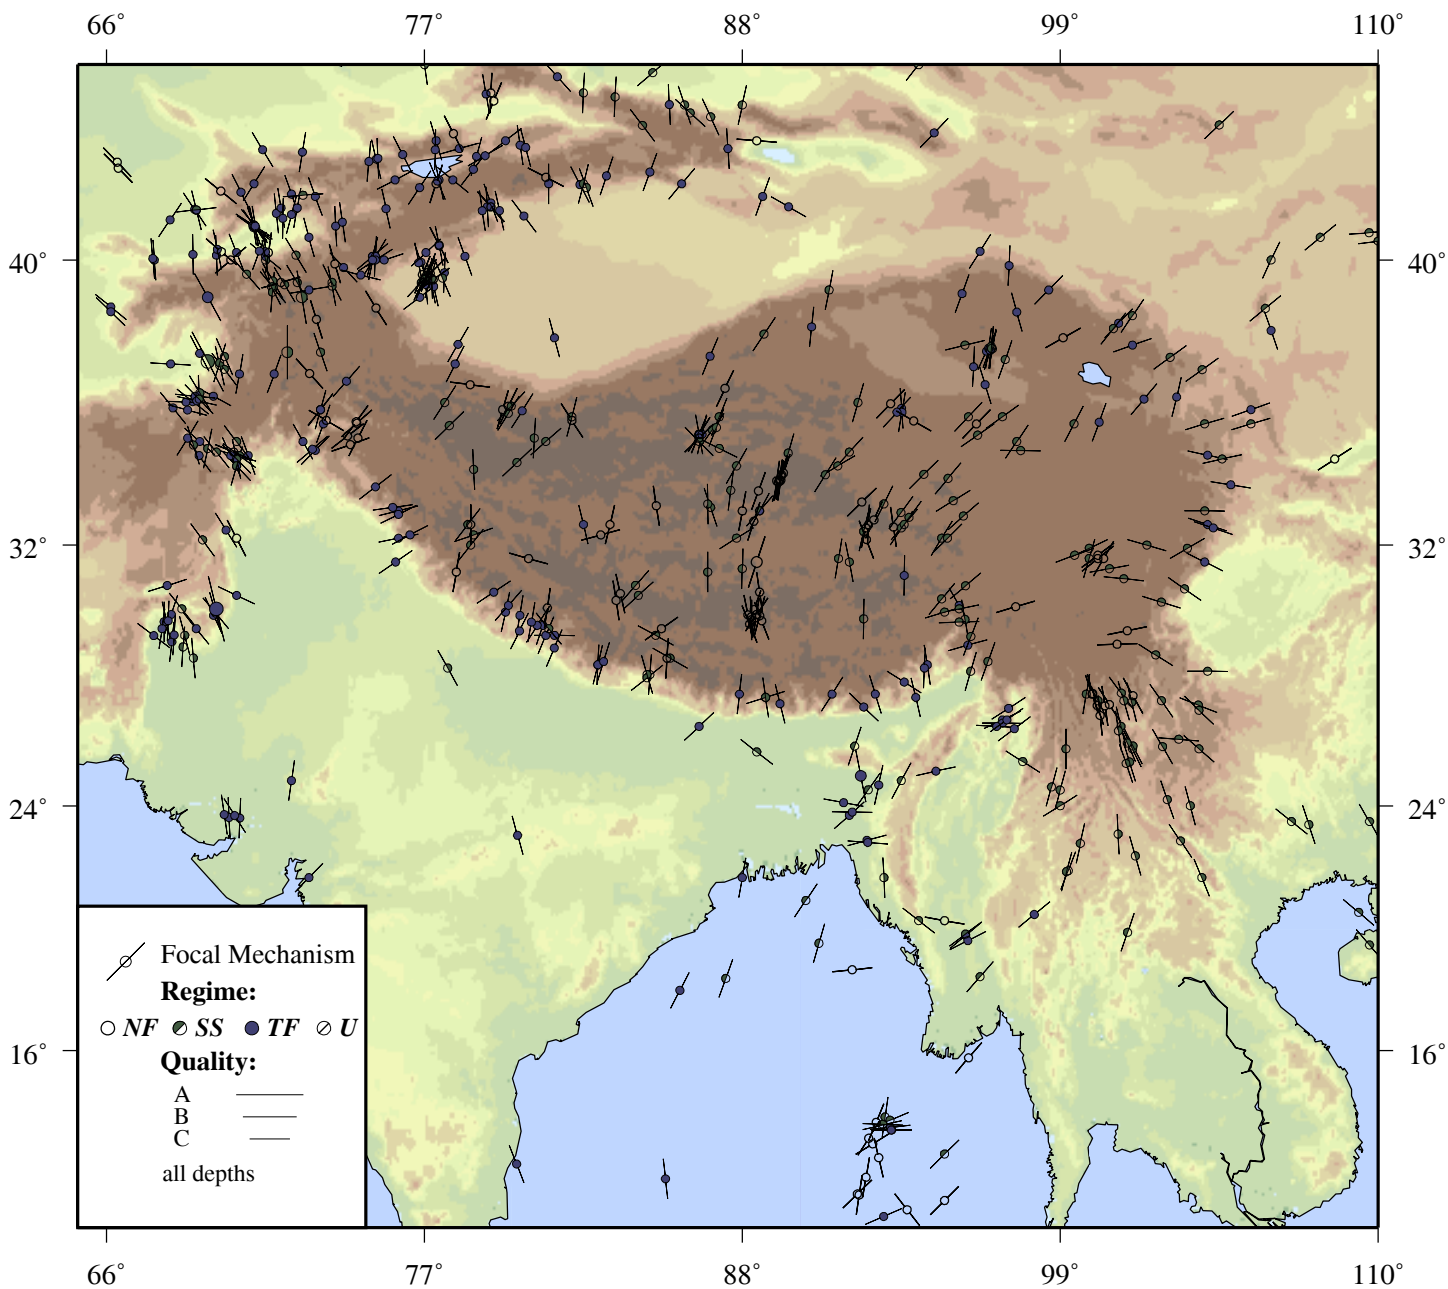 66° 77° 88° 99° 110°
40° 40°
32° 32°
24° 24°
16° 16°
Focal Mechanism
Regime:
NF SS TF U
Quality:
A
B
C
all depths
66° 77° 88° 99° 110°